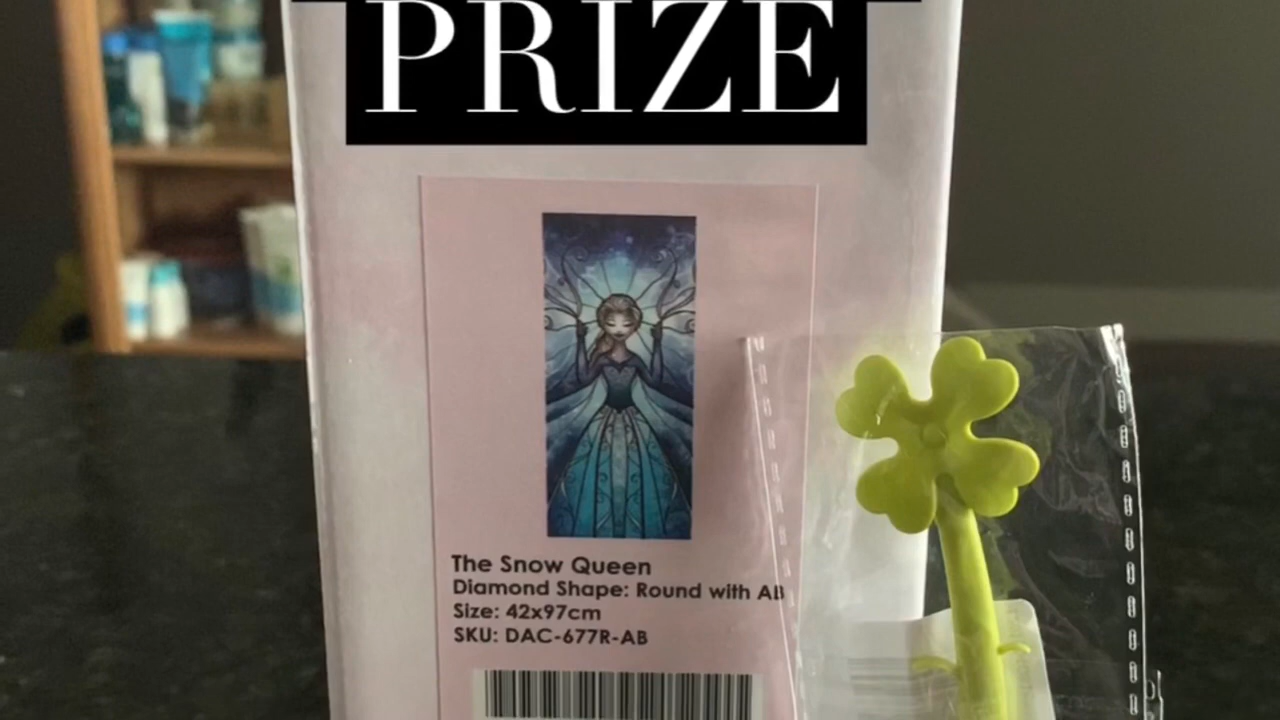 PRIZE
The Snow Queen
Diamond Shape: Round with AB
Size: 42x97cm
SKU: DAC-677R-AB